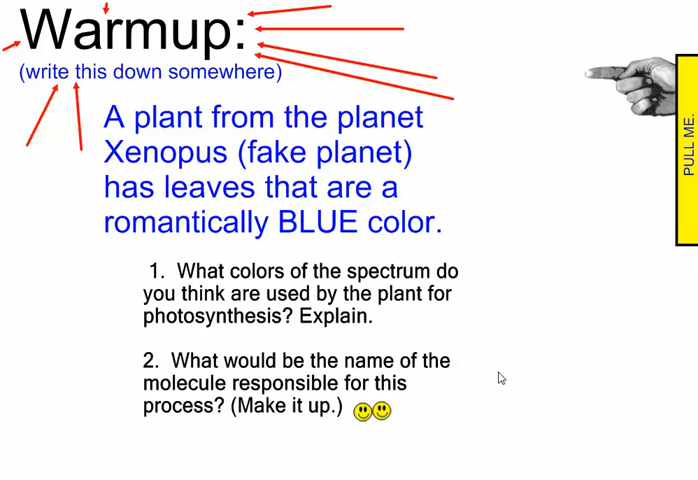 Warmup:
(write this down somewhere)
A plant from the planet
Xenopus (fake planet)
has leaves that are a
romantically BLUE color.
1. What colors of the spectrum do
you think are used by the plant for
photosynthesis? Explain.
2. What would be the name of the
molecule responsible for this
process? (Make it up.)
PULL ME.